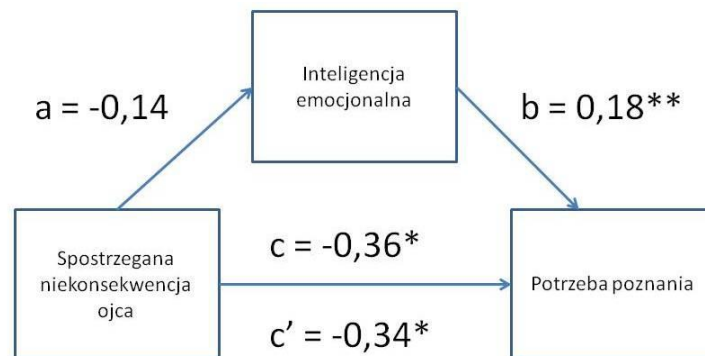 Inteligencja
emocjonalna
a = -0,14
b = 0,18**
Spostrzegana
niekonsekwencja
ojca
c = -0,36*
c’ = -0,34*
Potrzeba poznania